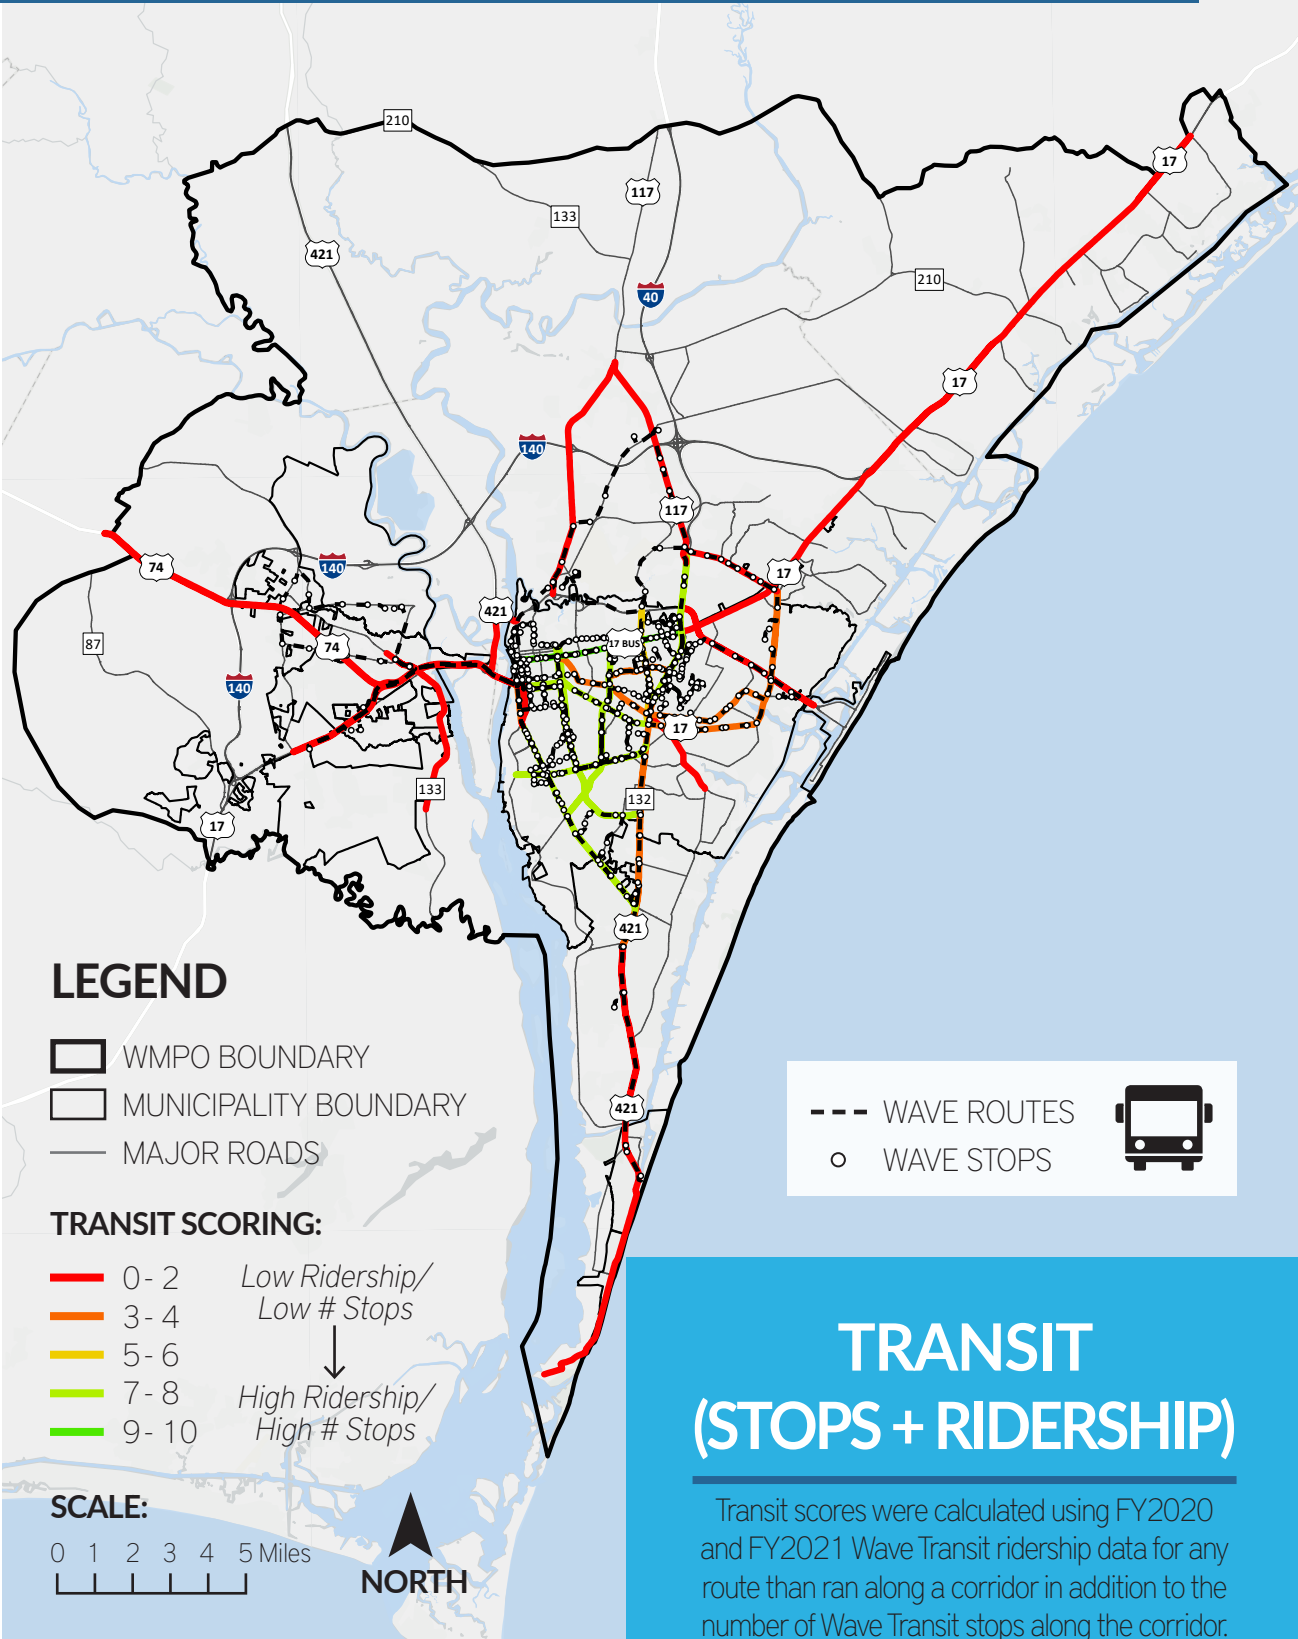 210
17
117
133
421
210
40
17
140
117
74
140
17
421
87
74
17 BUS
140
17
133
132
17
421
LEGEND
WMPO BOUNDARY
MUNICIPALITY BOUNDARY
MAJOR ROADS
421
WAVE ROUTES
WAVE STOPS
TRANSIT SCORING:
0 - 2
3 - 4
5 - 6
7 - 8
9 - 10
Low Ridership/
Low # Stops
High Ridership/
High # Stops
SCALE:
0 1 2 3 4 5 Miles
NORTH
TRANSIT
(STOPS + RIDERSHIP)
Transit scores were calculated using FY2020
and FY2021 Wave Transit ridership data for any
route than ran along a corridor in addition to the
number of Wave Transit stops along the corridor.